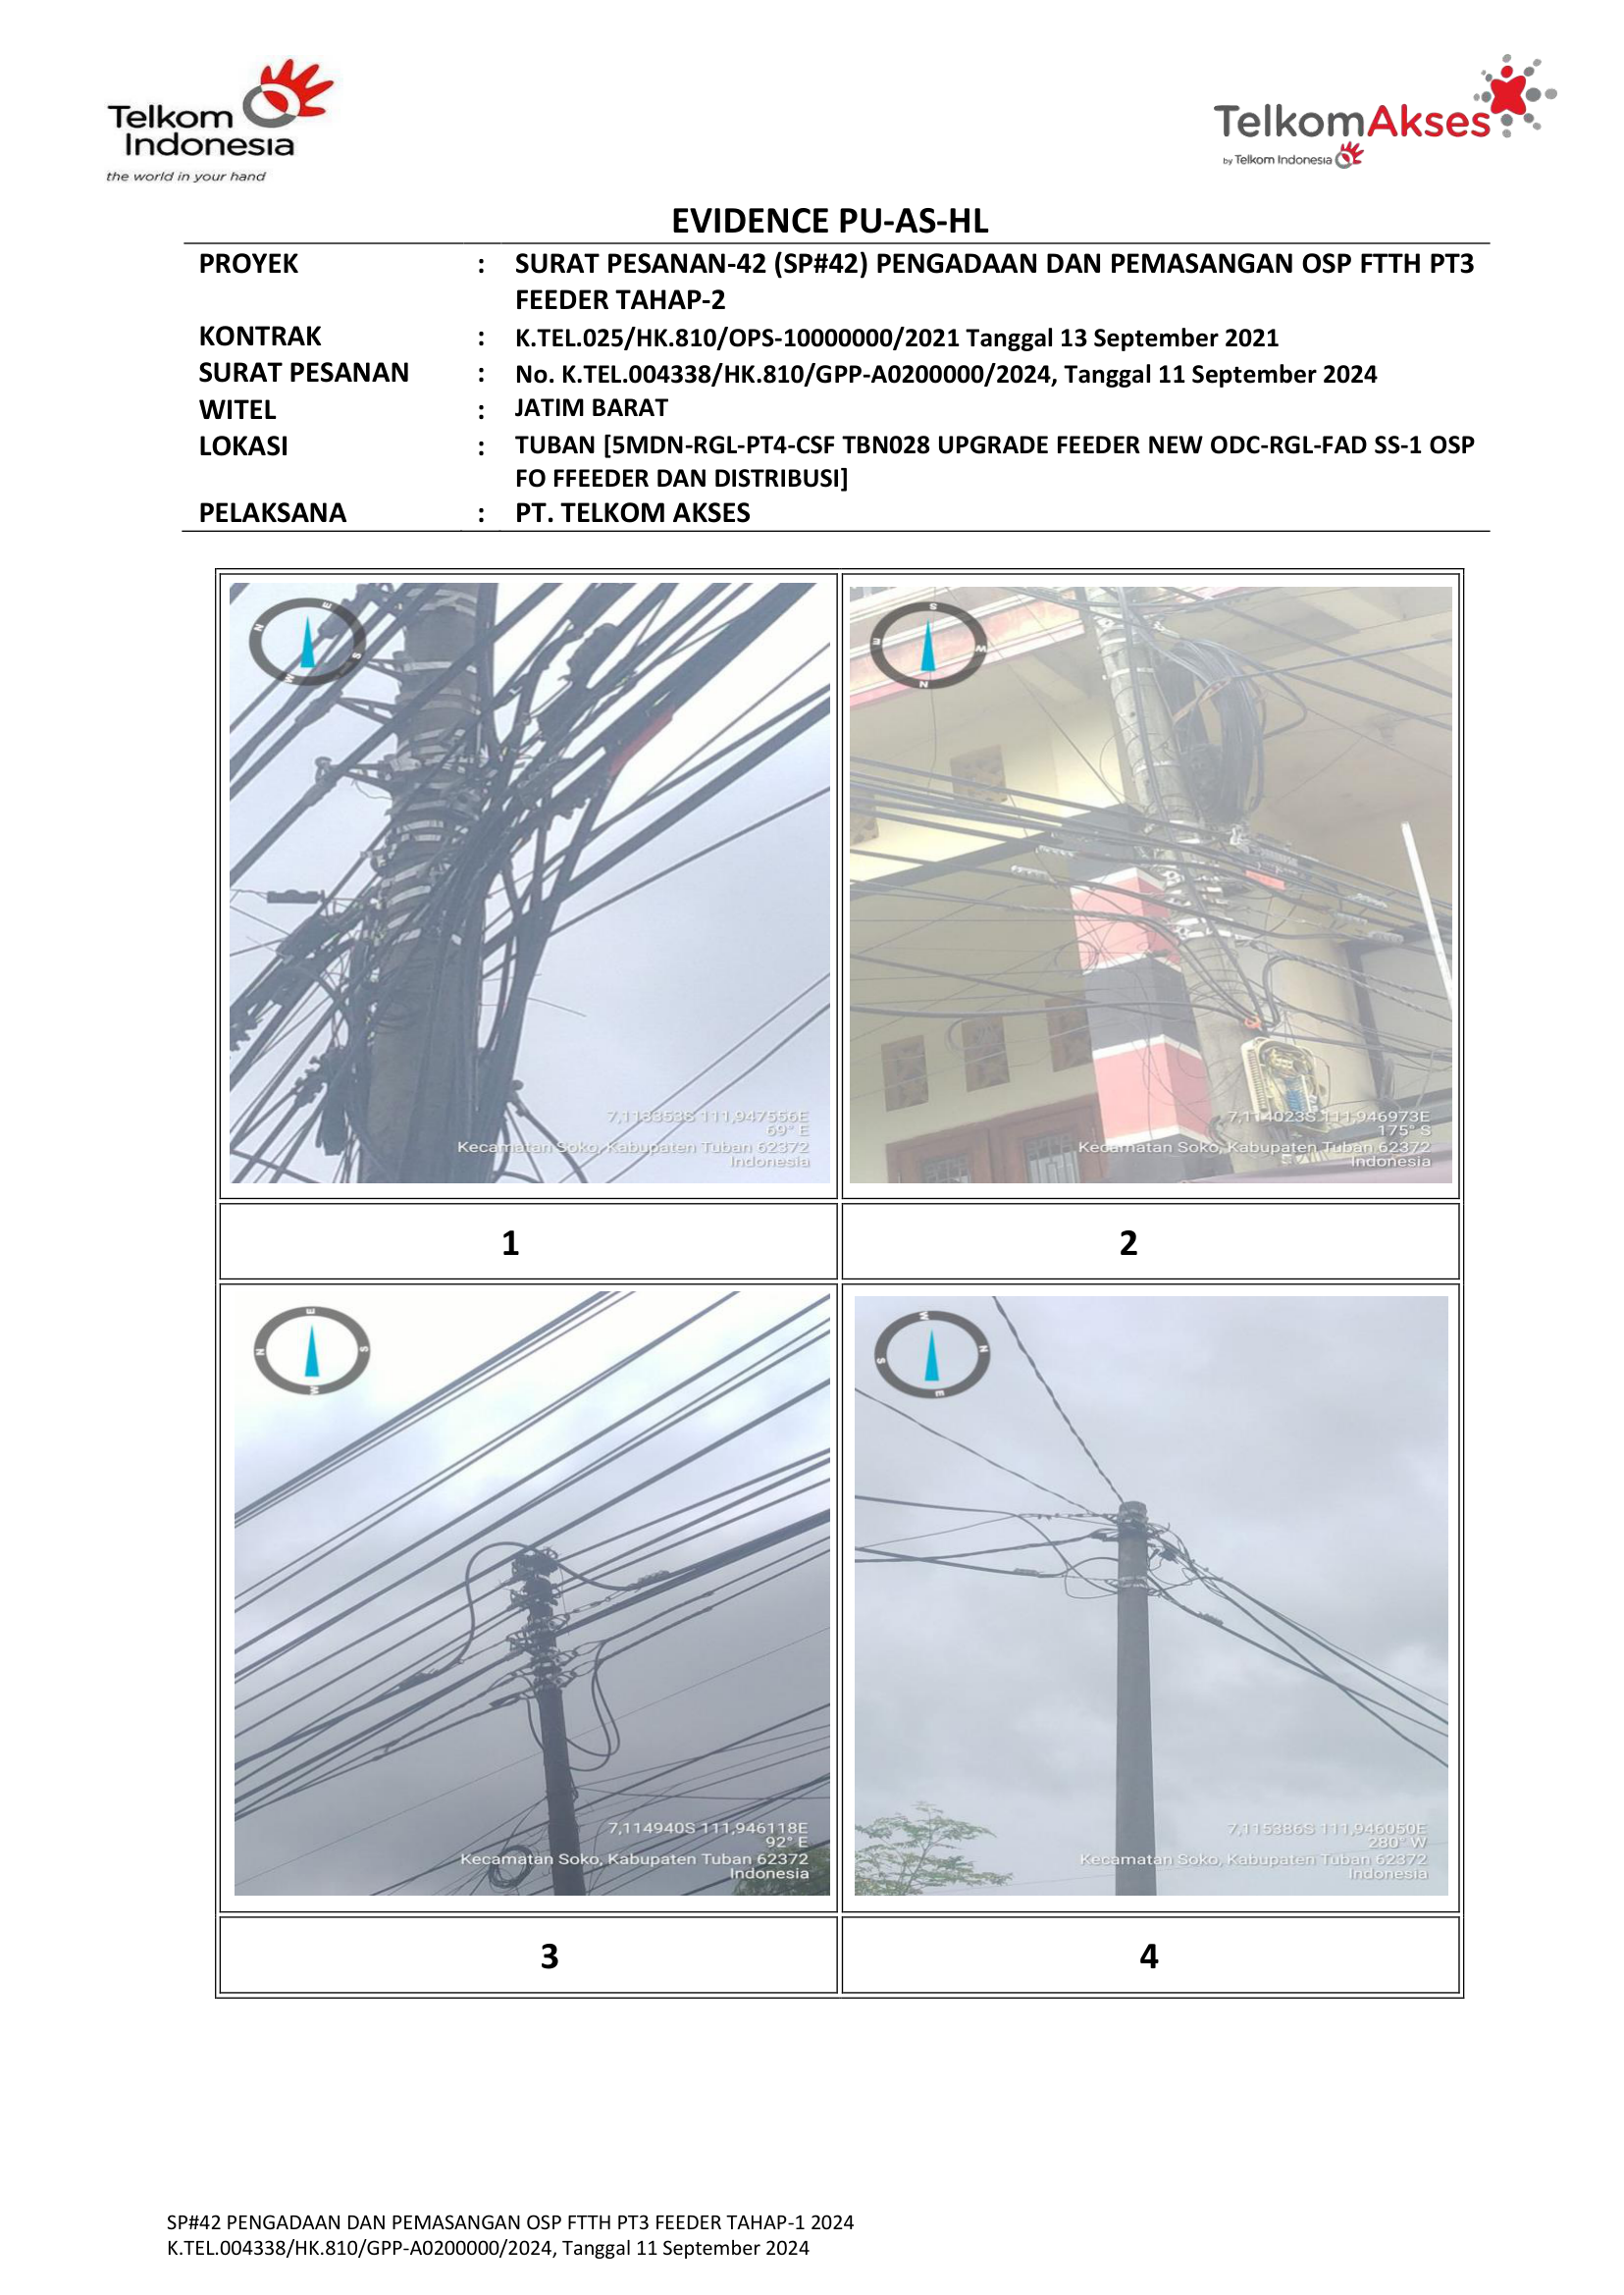 Telkom
Indonesia
the world in your hand
TelkomAkses
by Telkom Indonesia
EVIDENCE PU-AS-HL
PROYEK : SURAT PESANAN-42 (SP#42) PENGADAAN DAN PEMASANGAN OSP FTTH PT3
FEEDER TAHAP-2
KONTRAK : K.TEL.025/HK.810/OPS-10000000/2021 Tanggal 13 September 2021
SURAT PESANAN : No. K.TEL.004338/HK.810/GPP-A0200000/2024, Tanggal 11 September 2024
WITEL : JATIM BARAT
LOKASI : TUBAN [5MDN-RGL-PT4-CSF TBN028 UPGRADE FEEDER NEW ODC-RGL-FAD SS-1 OSP
FO FFEEDER DAN DISTRIBUSI]
PELAKSANA : PT. TELKOM AKSES
N E S W
7,118353S 111,947556E
69° E
Kecamatan Soko, Kabupaten Tuban 62372
Indonesia
S W N E
7,114023S 111,946973E
175° S
Kecamatan Soko, Kabupaten Tuban 62372
Indonesia
1
2
E S W N
7,114940S 111,946118E
92° E
Kecamatan Soko, Kabupaten Tuban 62372
Indonesia
W N E S
7,115386S 111,946050E
280° W
Kecamatan Soko, Kabupaten Tuban 62372
Indonesia
3
4
SP#42 PENGADAAN DAN PEMASANGAN OSP FTTH PT3 FEEDER TAHAP-1 2024
K.TEL.004338/HK.810/GPP-A0200000/2024, Tanggal 11 September 2024